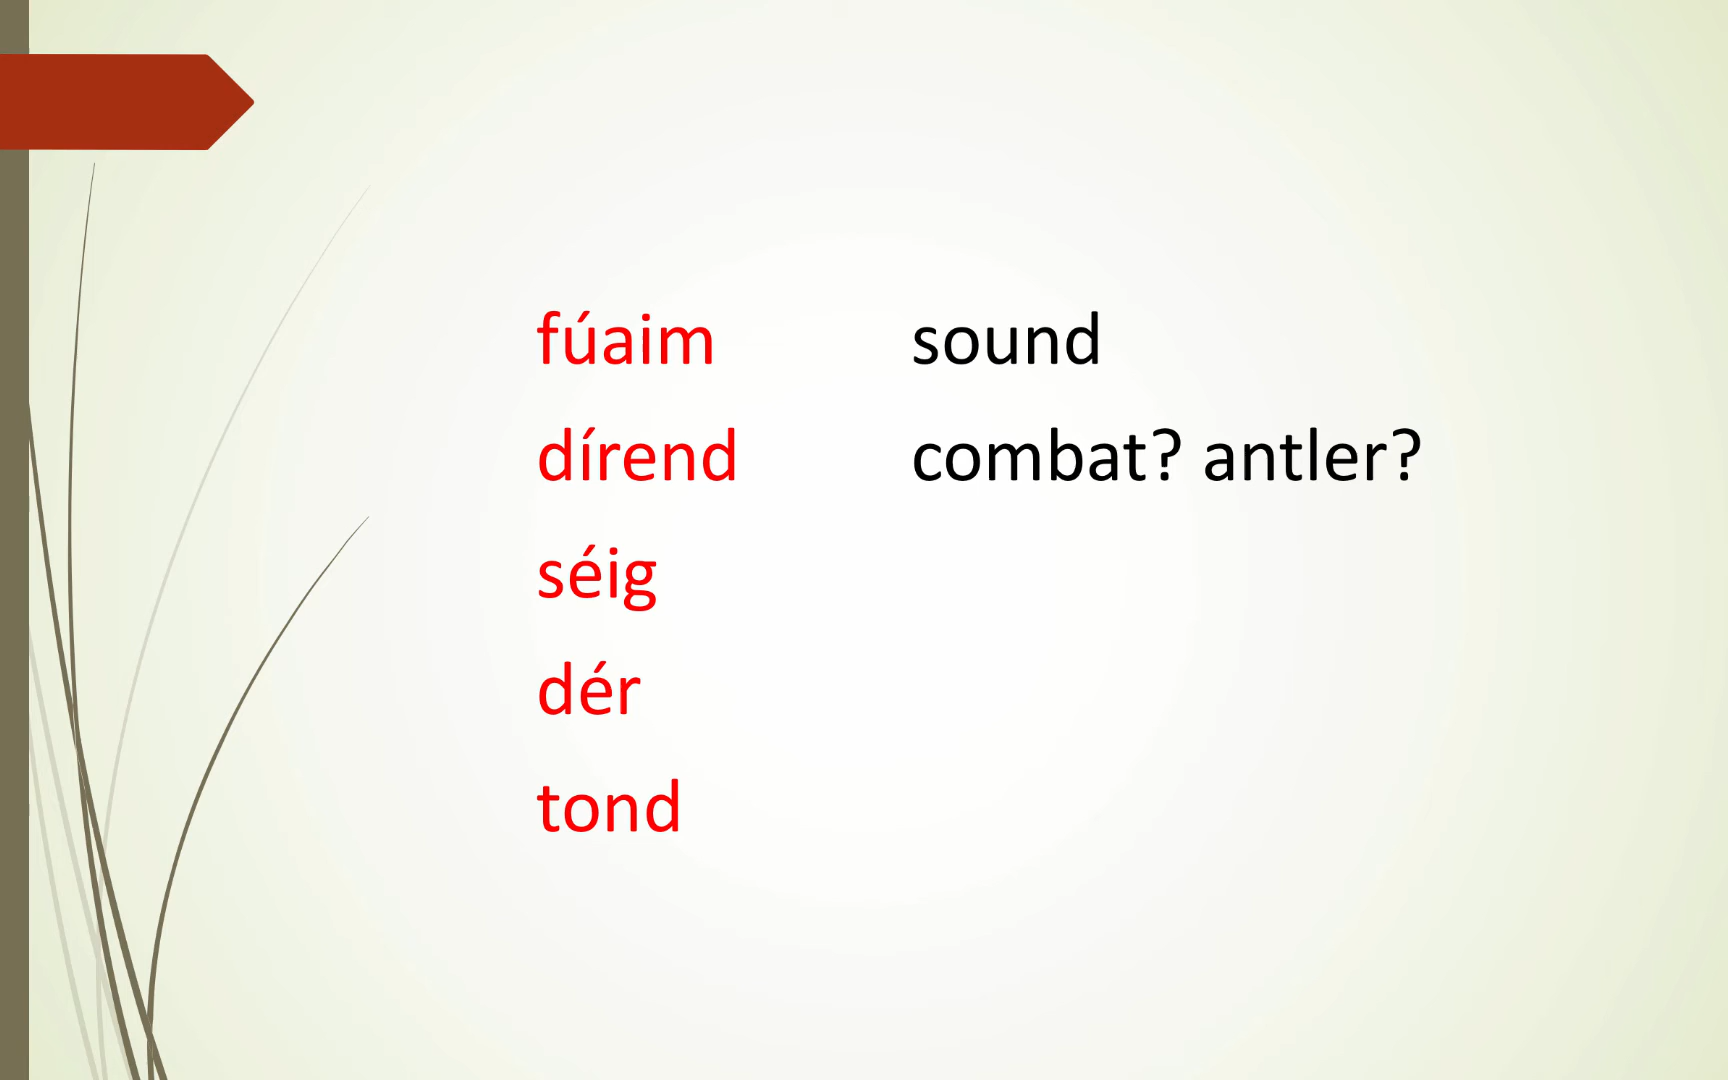 fúaim sound
dírend combat? antler?
séig
dér
tond